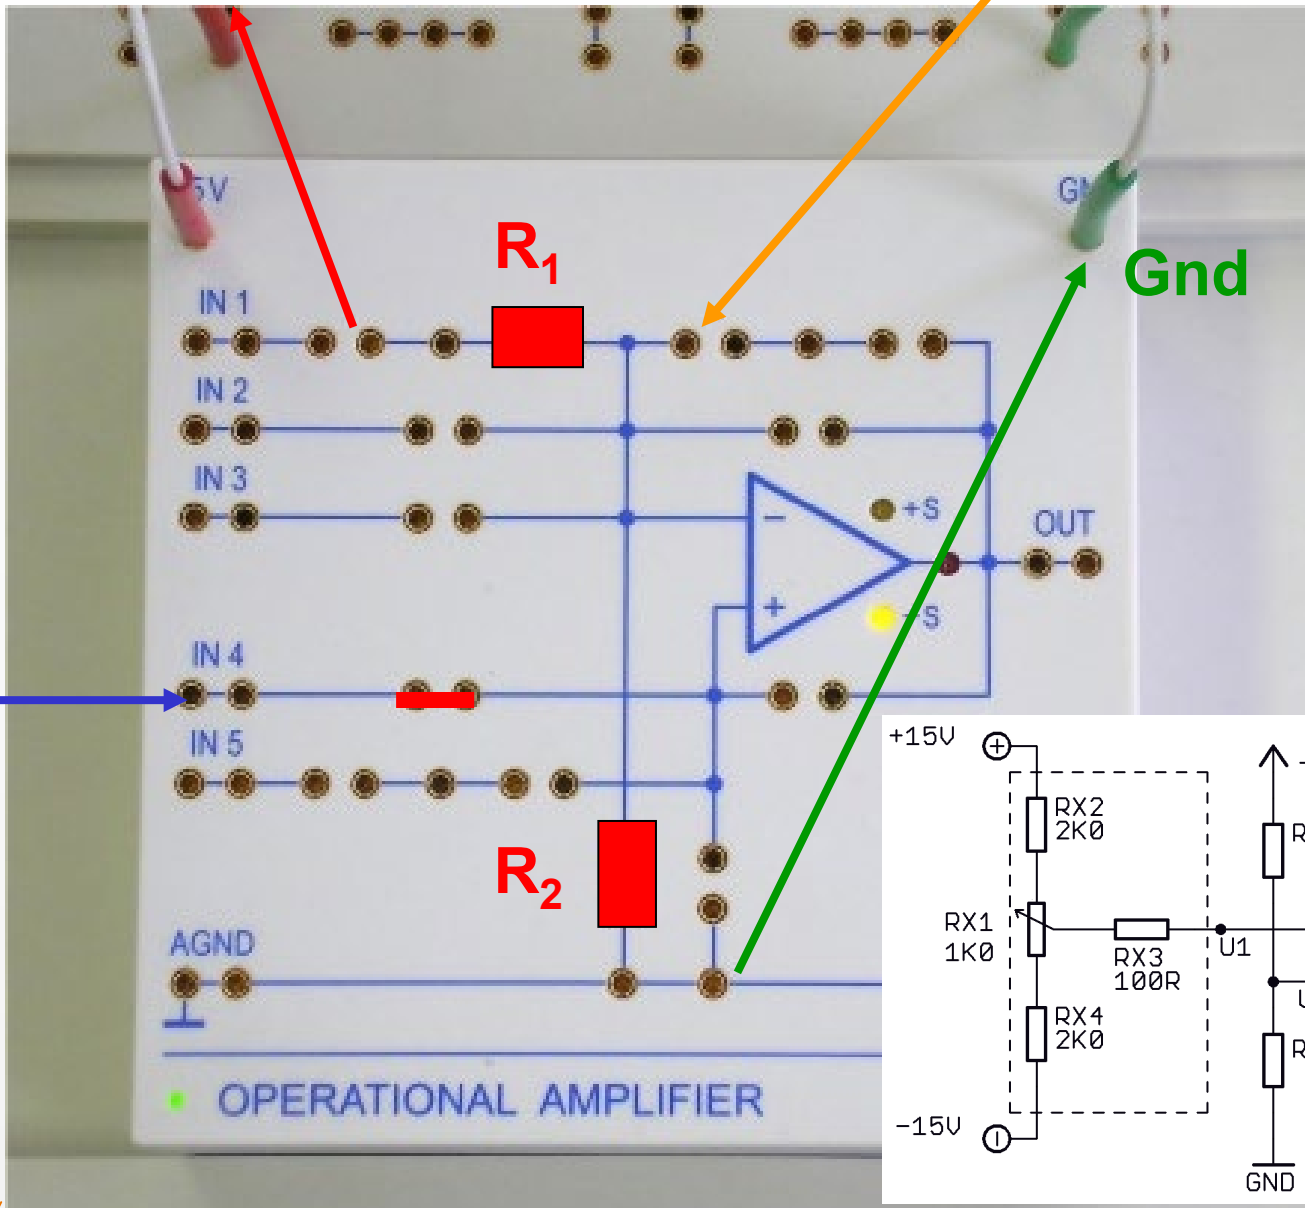 5V
GN
R1
Gnd
IN 1
IN 2
IN 3
+S
OUT
-S
IN 4
IN 5
R2
AGND
OPERATIONAL AMPLIFIER
+15V
RX2
2K0
RX1
1K0
RX3
100R
U1
RX4
2K0
-15V
R
R
GND